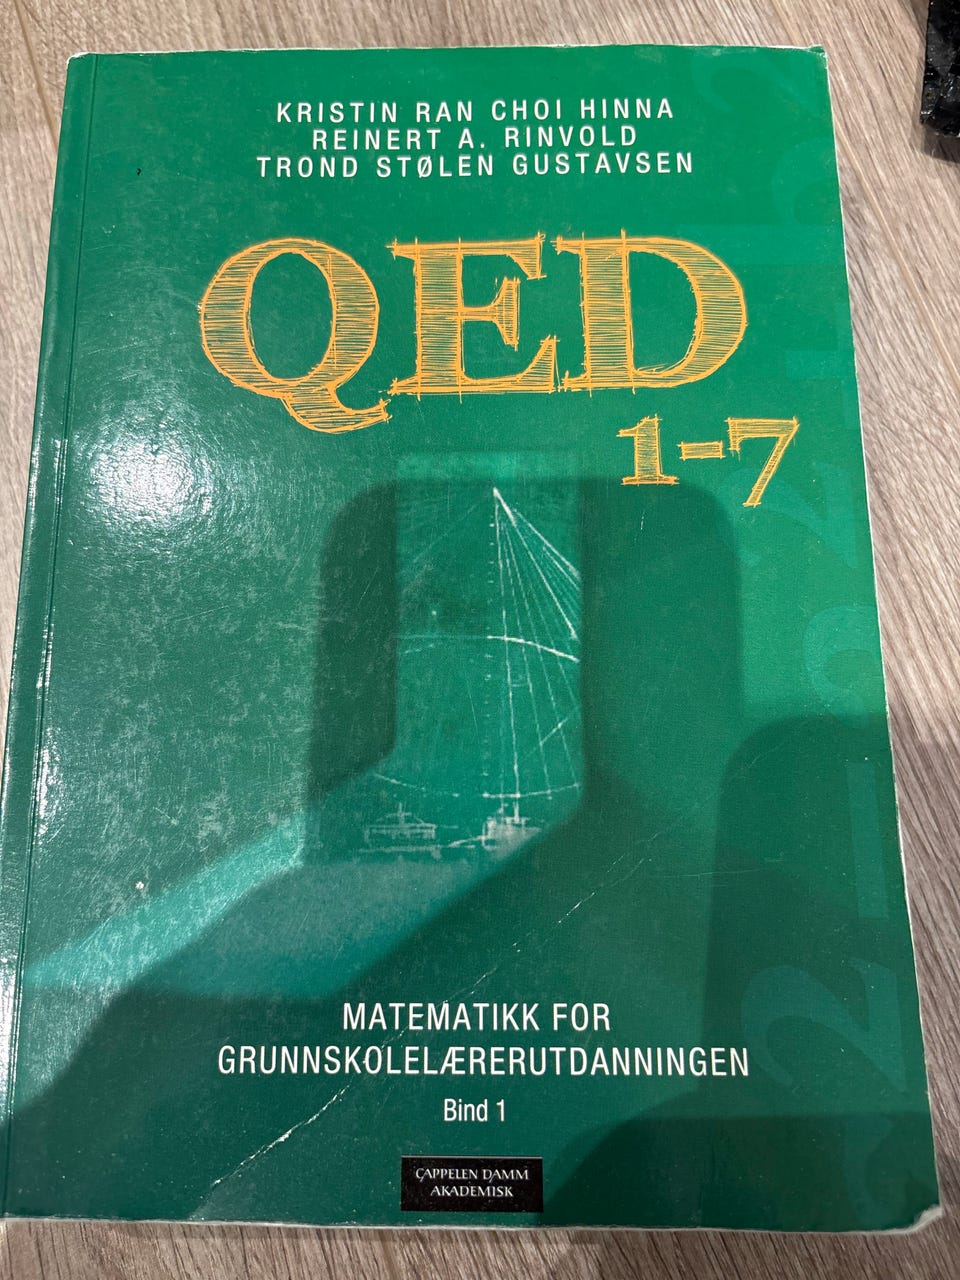 KRISTIN RAN CHOI HINNA
REINERT A. RINVOLD
TROND STØLEN GUSTAVSEN
QED
1-7
MATEMATIKK FOR
GRUNNSKOLELÆRERUTDANNINGEN
Bind 1
CAPPELEN DAMM
AKADEMISK